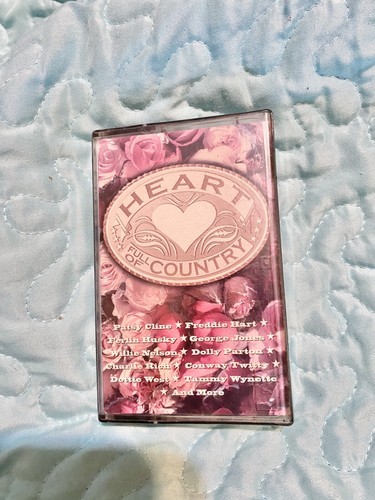 HEART
FULL
OF COUNTRY
Patsy Cline ★ Freddie Hart ★
Ferlin Husky ★ George Jones ★
Willie Nelson ★ Dolly Parton ★
Charlie Rich ★ Conway Twitty ★
Dottie West ★ Tammy Wynette
★ And More